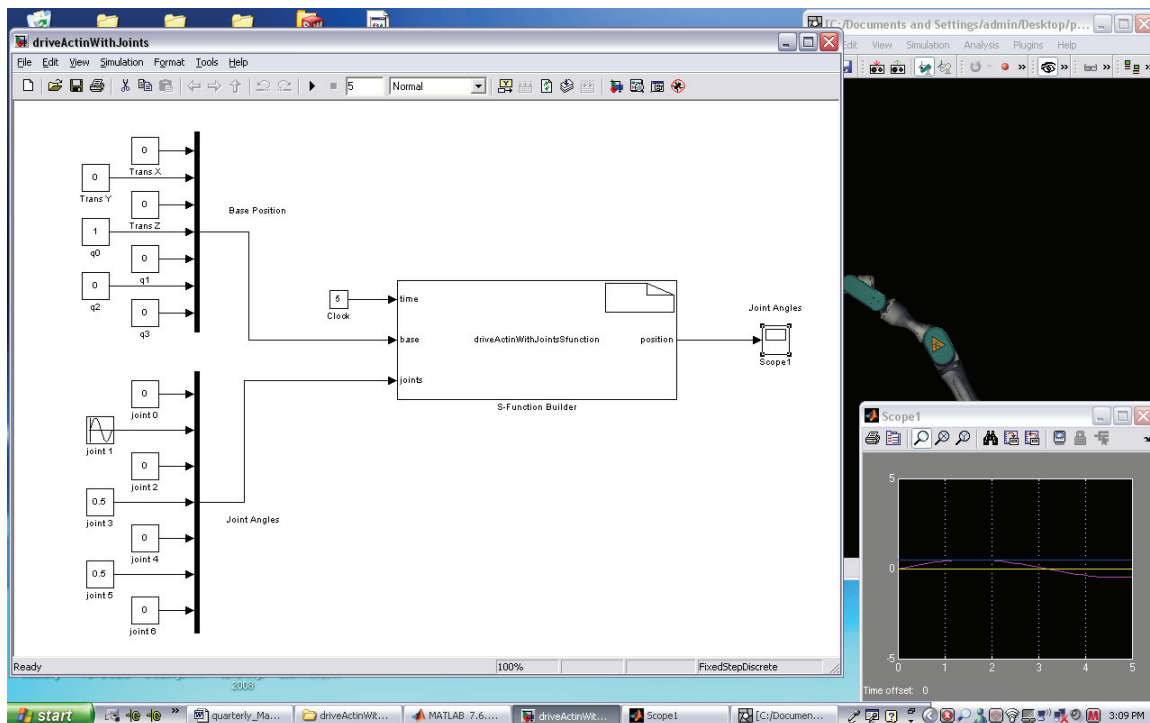 driveActinWithJoints
File Edit View Simulation Format Tools Help
5
Normal
0
Trans X
0
Trans Y
0
Trans Z
Base Position
1
q0
0
q1
0
q2
0
q3
5
Clock
time
base
joints
driveActinWithJointsSfunction
position
S-Function Builder
Joint Angles
Scope1
0
joint 0
joint 1
0
joint 2
0.5
joint 3
Joint Angles
0
joint 4
0.5
joint 5
0
joint 6
Ready
100%
FixedStepDiscrete
[C:/Documents and Settings/admin/Desktop/p...
Edit View Simulation Analysis Plugins Help
Scope1
5
0
-5
0 1 2 3 4 5
Time offset: 0
2008
start
quarterly_Ma...
driveActinWit...
MATLAB 7.6....
driveActinWit...
Scope1
[C:/Documen...
3:09 PM